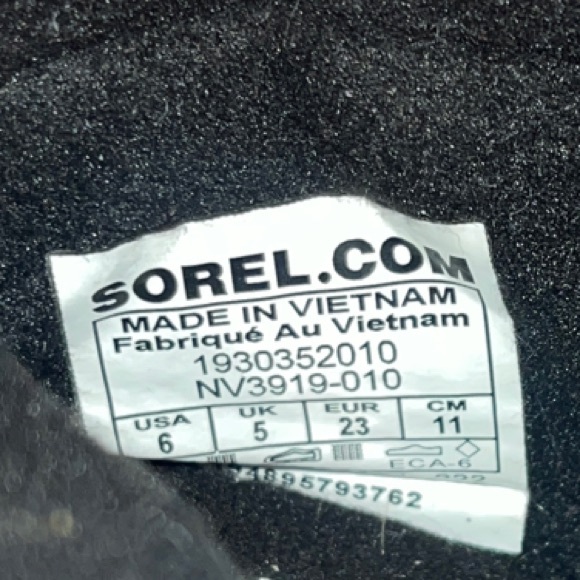 SOREL.COM
MADE IN VIETNAM
Fabriqué Au Vietnam
1930352010
NV3919-010
USA UK EUR CM
6 5 23 11
ECA-6
4895793762